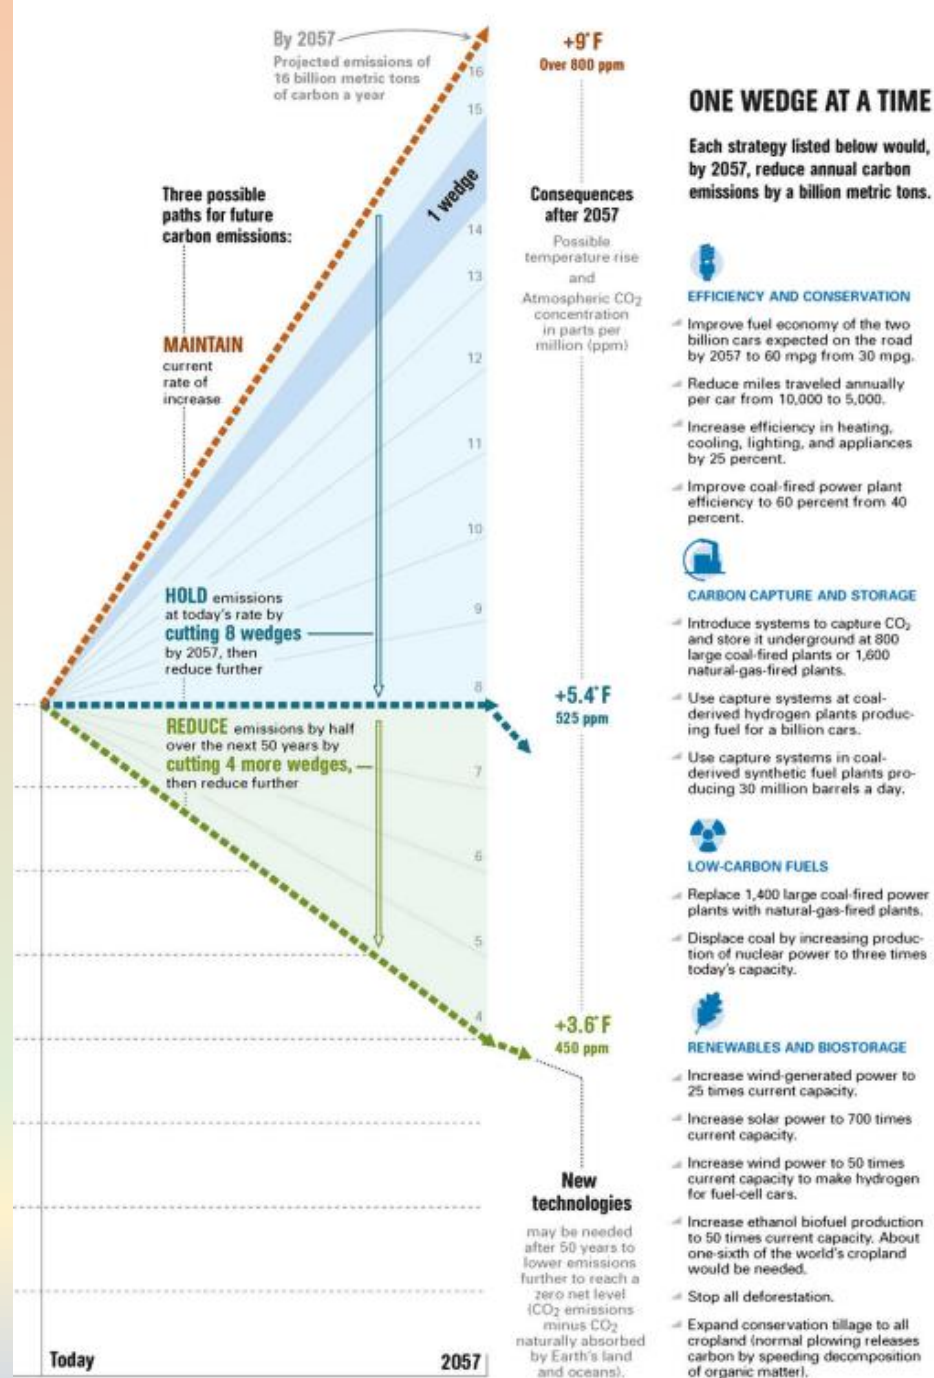 By 2057
Projected emissions of
16 billion metric tons
of carbon a year
+9°F
Over 800 ppm
16
15
1 wedge
14
13
12
11
10
9
8
7
6
5
4
Three possible
paths for future
carbon emissions:
MAINTAIN
current
rate of
increase
HOLD emissions
at today's rate by
cutting 8 wedges
by 2057, then
reduce further
REDUCE emissions by half
over the next 50 years by
cutting 4 more wedges,
then reduce further
Consequences
after 2057
Possible
temperature rise
and
Atmospheric CO2
concentration
in parts per
million (ppm)
+5.4°F
525 ppm
+3.6°F
450 ppm
New
technologies
may be needed
after 50 years to
lower emissions
further to reach a
zero net level
(CO2 emissions
minus CO2
naturally absorbed
by Earth's land
and oceans).
Today
2057
ONE WEDGE AT A TIME
Each strategy listed below would,
by 2057, reduce annual carbon
emissions by a billion metric tons.
EFFICIENCY AND CONSERVATION
Improve fuel economy of the two
billion cars expected on the road
by 2057 to 60 mpg from 30 mpg.
Reduce miles traveled annually
per car from 10,000 to 5,000.
Increase efficiency in heating,
cooling, lighting, and appliances
by 25 percent.
Improve coal-fired power plant
efficiency to 60 percent from 40
percent.
CARBON CAPTURE AND STORAGE
Introduce systems to capture CO2
and store it underground at 800
large coal-fired plants or 1,600
natural-gas-fired plants.
Use capture systems at coal-
derived hydrogen plants produc-
ing fuel for a billion cars.
Use capture systems in coal-
derived synthetic fuel plants pro-
ducing 30 million barrels a day.
LOW-CARBON FUELS
Replace 1,400 large coal-fired power
plants with natural-gas-fired plants.
Displace coal by increasing produc-
tion of nuclear power to three times
today's capacity.
RENEWABLES AND BIOSTORAGE
Increase wind-generated power to
25 times current capacity.
Increase solar power to 700 times
current capacity.
Increase wind power to 50 times
current capacity to make hydrogen
for fuel-cell cars.
Increase ethanol biofuel production
to 50 times current capacity. About
one-sixth of the world's cropland
would be needed.
Stop all deforestation.
Expand conservation tillage to all
cropland (normal plowing releases
carbon by speeding decomposition
of organic matter).